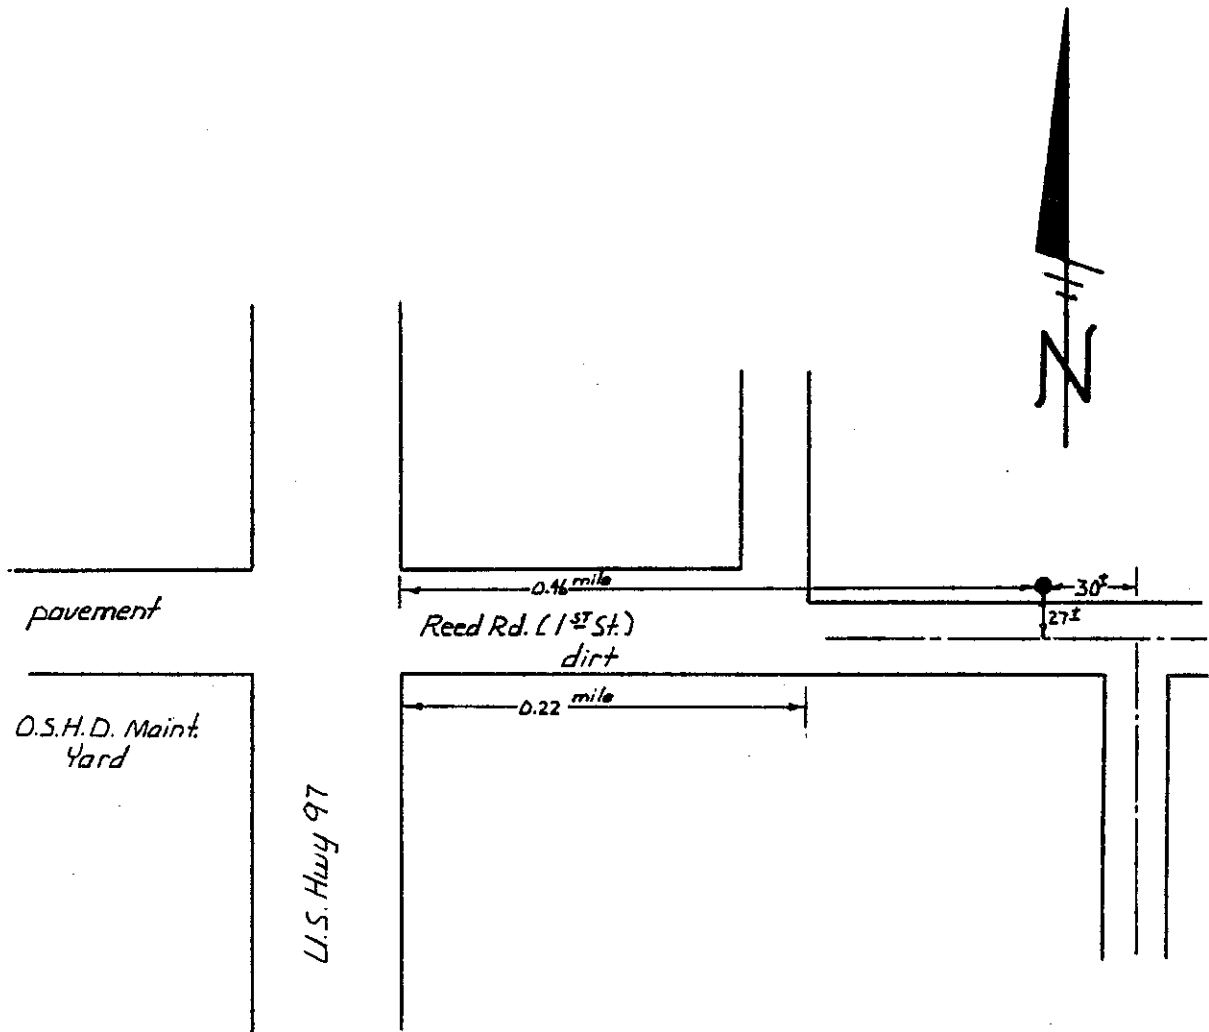 N
0.46 mile
30±
pavement
27±
Reed Rd. (1ST St.)
dirt
0.22 mile
O.S.H.D. Maint.
Yard
U.S. Hwy 97